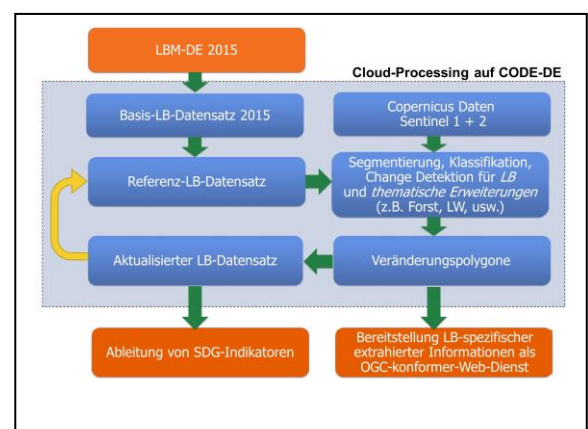 LBM-DE 2015
Cloud-Processing auf CODE-DE
Basis-LB-Datensatz 2015
Copernicus Daten
Sentinel 1 + 2
Referenz-LB-Datensatz
Segmentierung, Klassifikation,
Change Detektion für LB
und thematische Erweiterungen
(z.B. Forst, LW, usw.)
Aktualisierter LB-Datensatz
Veränderungspolygone
Ableitung von SDG-Indikatoren
Bereitstellung LB-spezifischer
extrahierter Informationen als
OGC-konformer-Web-Dienst